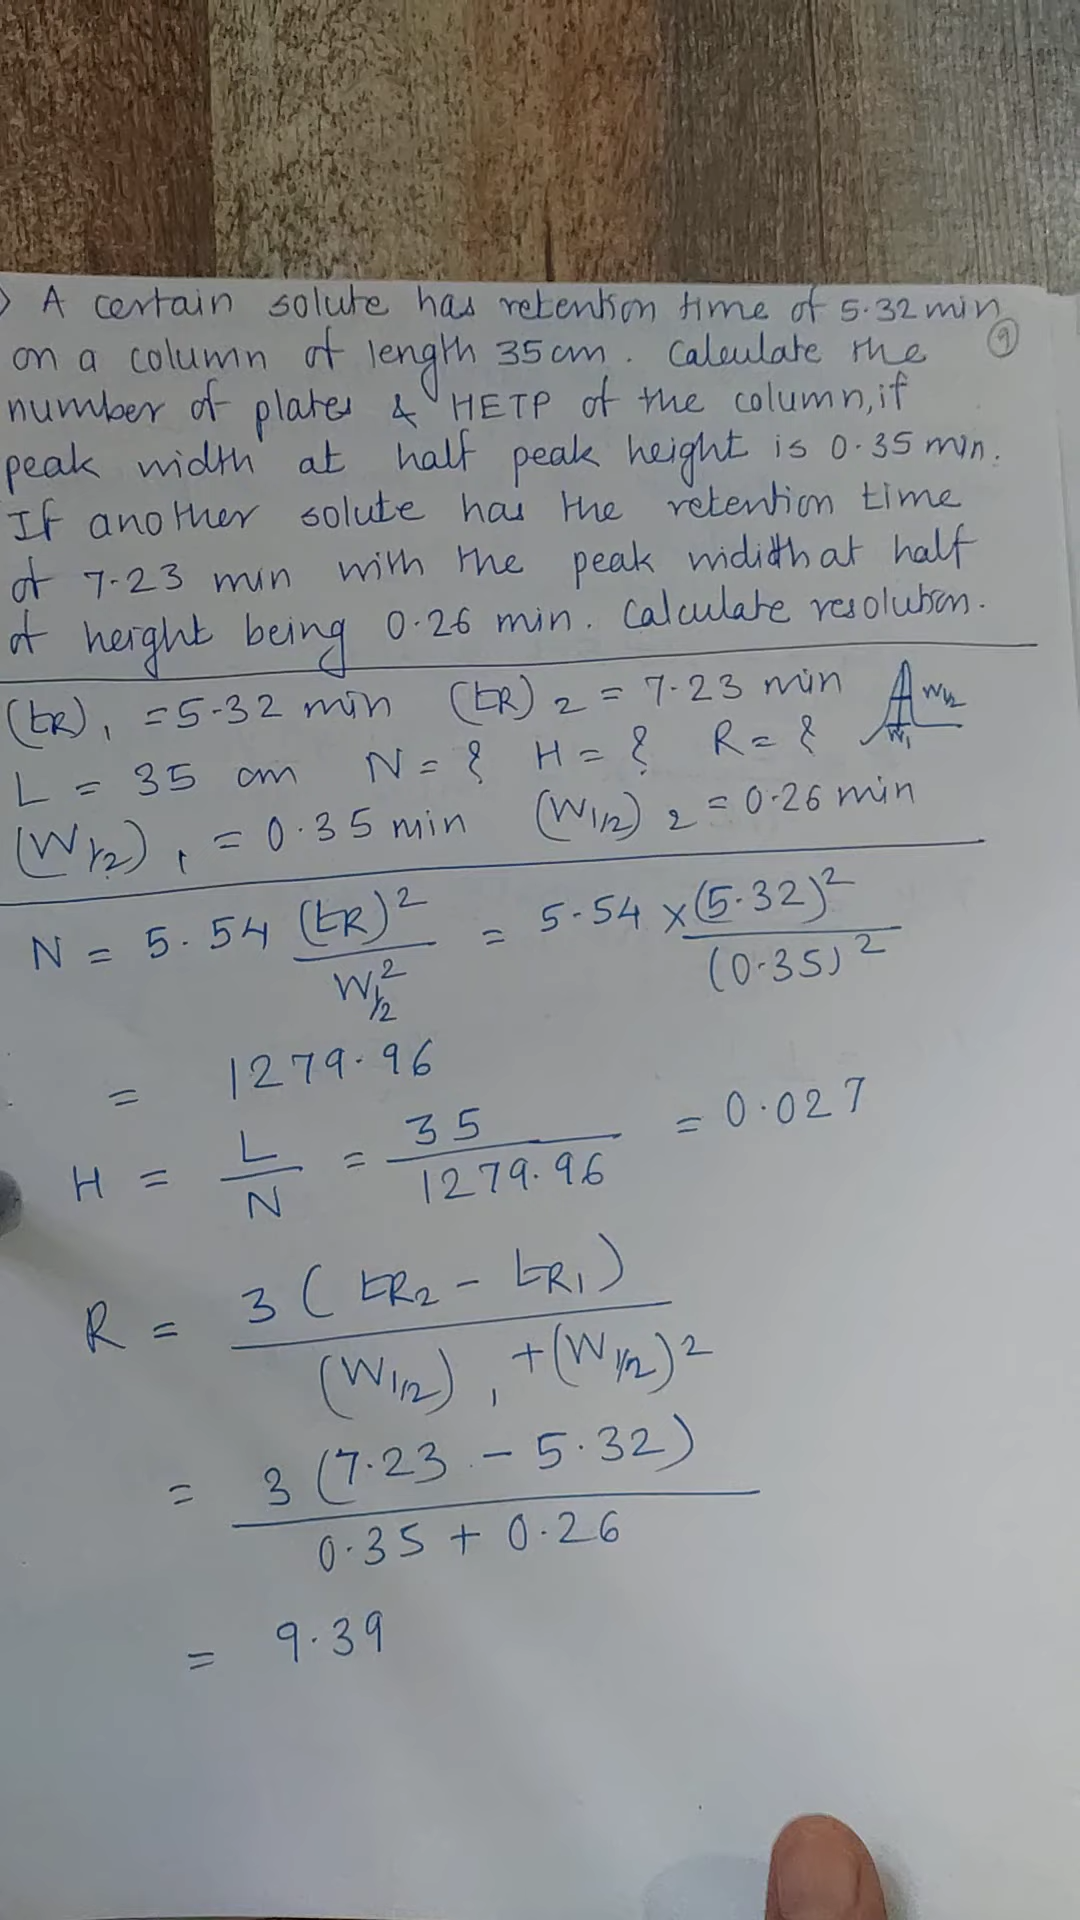 ) A certain solute has retention time of 5.32 min
9
on a column of length 35 cm. Calculate the
number of plates & HETP of the column, if
peak width at half peak height is 0.35 min.
If another solute has the retention time
of 7.23 min with the peak wididth at half
of height being 0.26 min. Calculate resolution.
(tR)1 = 5.32 min (tR)2 = 7.23 min W1/2
W1
L = 35 cm N = ? H = ? R = ?
(W1/2)1 = 0.35 min (W1/2)2 = 0.26 min
N = 5.54 (tR)²/W1/2² = 5.54 × (5.32)²/(0.35)²
= 1279.96
H = L/N = 35/1279.96 = 0.027
R = 3(tR2 - tR1)/(W1/2)1 + (W1/2)2
= 3(7.23 - 5.32)/0.35 + 0.26
= 9.39